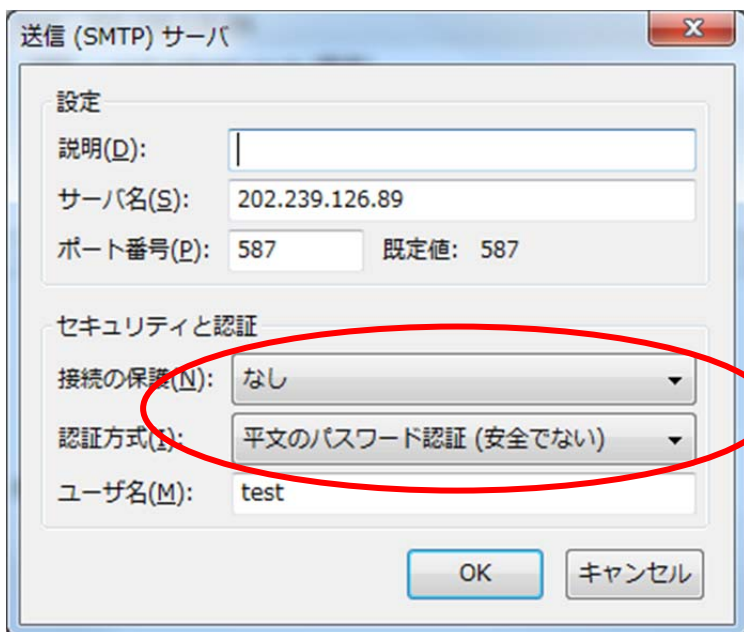 送信 (SMTP) サーバ
設定
説明(D):
サーバ名(S): 202.239.126.89
ポート番号(P): 587 既定値: 587
セキュリティと認証
接続の保護(N): なし
認証方式(I): 平文のパスワード認証 (安全でない)
ユーザ名(M): test
OK キャンセル